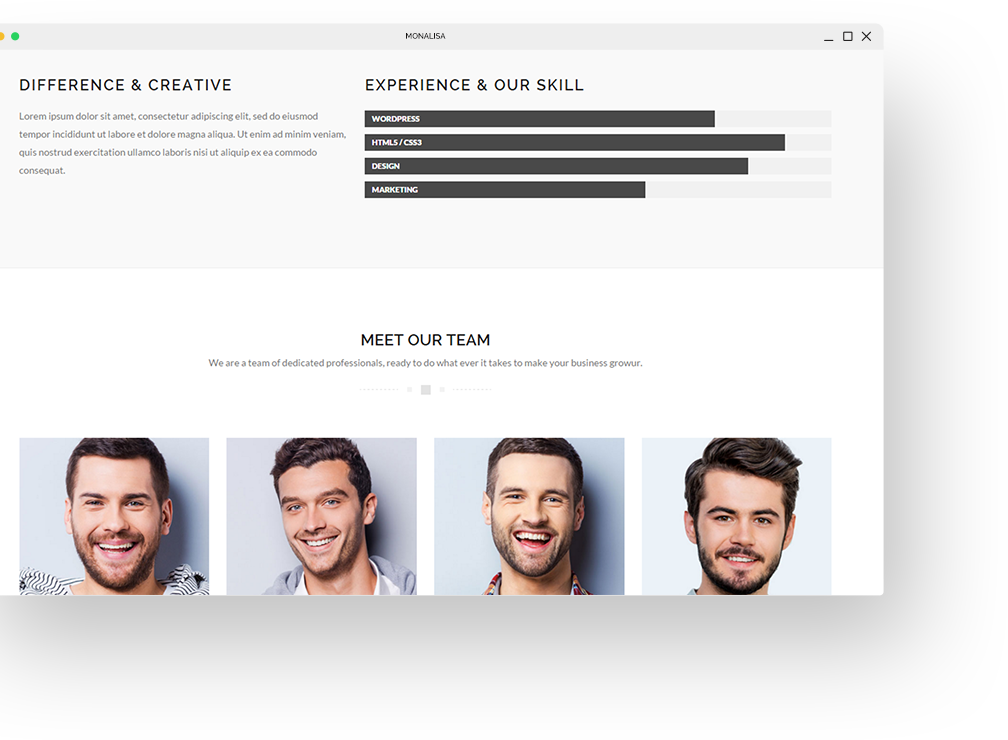 MONALISA
DIFFERENCE & CREATIVE
Lorem ipsum dolor sit amet, consectetur adipiscing elit, sed do eiusmod
tempor incididunt ut labore et dolore magna aliqua. Ut enim ad minim veniam,
quis nostrud exercitation ullamco laboris nisi ut aliquip ex ea commodo
consequat.
EXPERIENCE & OUR SKILL
WORDPRESS
HTML5 / CSS3
DESIGN
MARKETING
MEET OUR TEAM
We are a team of dedicated professionals, ready to do what ever it takes to make your business growur.